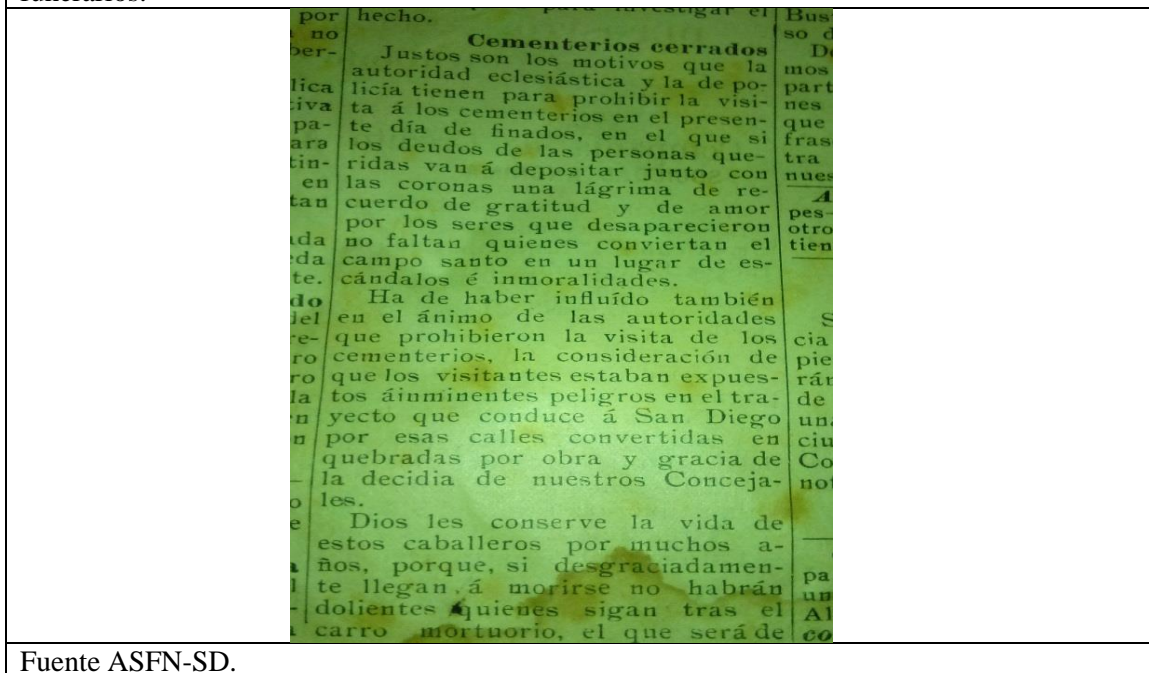 funerarios.
por hecho. para investigar el Bus
Cementerios cerrados
Justos son los motivos que la
autoridad eclesiástica y la de po-
licía tienen para prohibir la visi-
ta á los cementerios en el presen-
te día de finados, en el que si
los deudos de las personas que-
ridas van á depositar junto con
las coronas una lágrima de re-
cuerdo de gratitud y de amor
por los seres que desaparecieron
no faltan quienes conviertan el
campo santo en un lugar de es-
cándalos é inmoralidades.
Ha de haber influído también
en el ánimo de las autoridades
que prohibieron la visita de los
cementerios, la consideración de
que los visitantes estaban expues-
tos áinminentes peligros en el tra-
yecto que conduce á San Diego
por esas calles convertidas en
quebradas por obra y gracia de
la decidia de nuestros Conceja-
les.
Dios les conserve la vida de
estos caballeros por muchos a-
ños, porque, si desgraciadamen-
te llegan á morirse no habrán
dolientes quienes sigan tras el
carro mortuorio, el que será de
Fuente ASFN-SD.